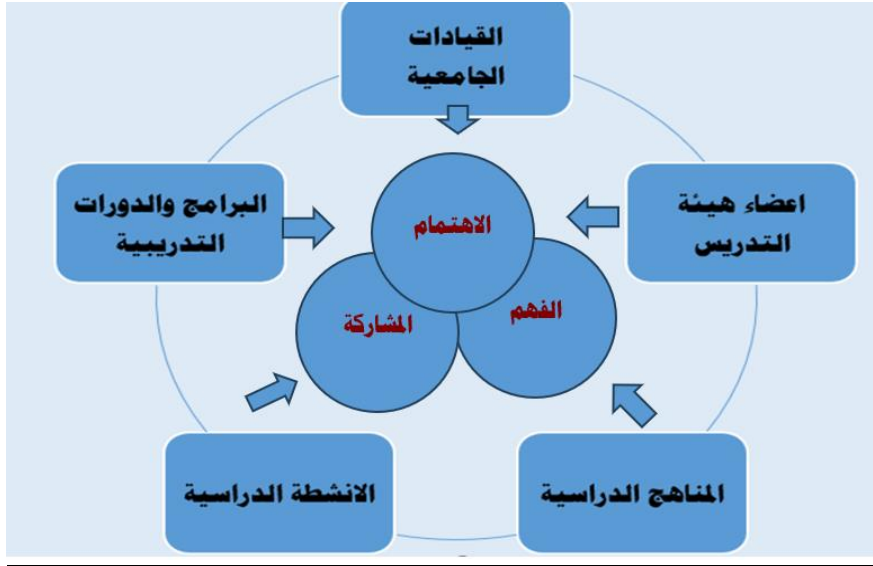 القيادات
الجامعية
اعضاء هيئة
التدريس
البرامج والدورات
التدريبية
الاهتمام
الفهم
المشاركة
المناهج الدراسية
الانشطة الدراسية